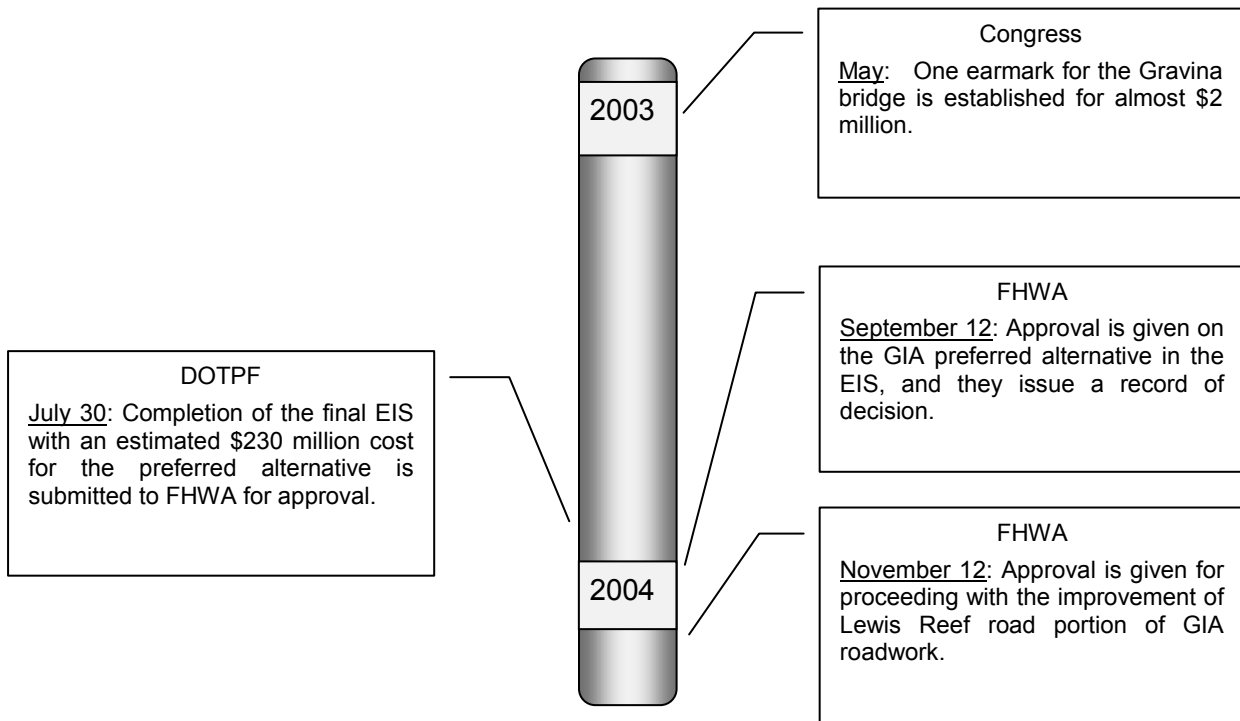 Congress
May: One earmark for the Gravina
bridge is established for almost $2
million.
2003
FHWA
September 12: Approval is given on
the GIA preferred alternative in the
EIS, and they issue a record of
decision.
DOTPF
July 30: Completion of the final EIS
with an estimated $230 million cost
for the preferred alternative is
submitted to FHWA for approval.
2004
FHWA
November 12: Approval is given for
proceeding with the improvement of
Lewis Reef road portion of GIA
roadwork.